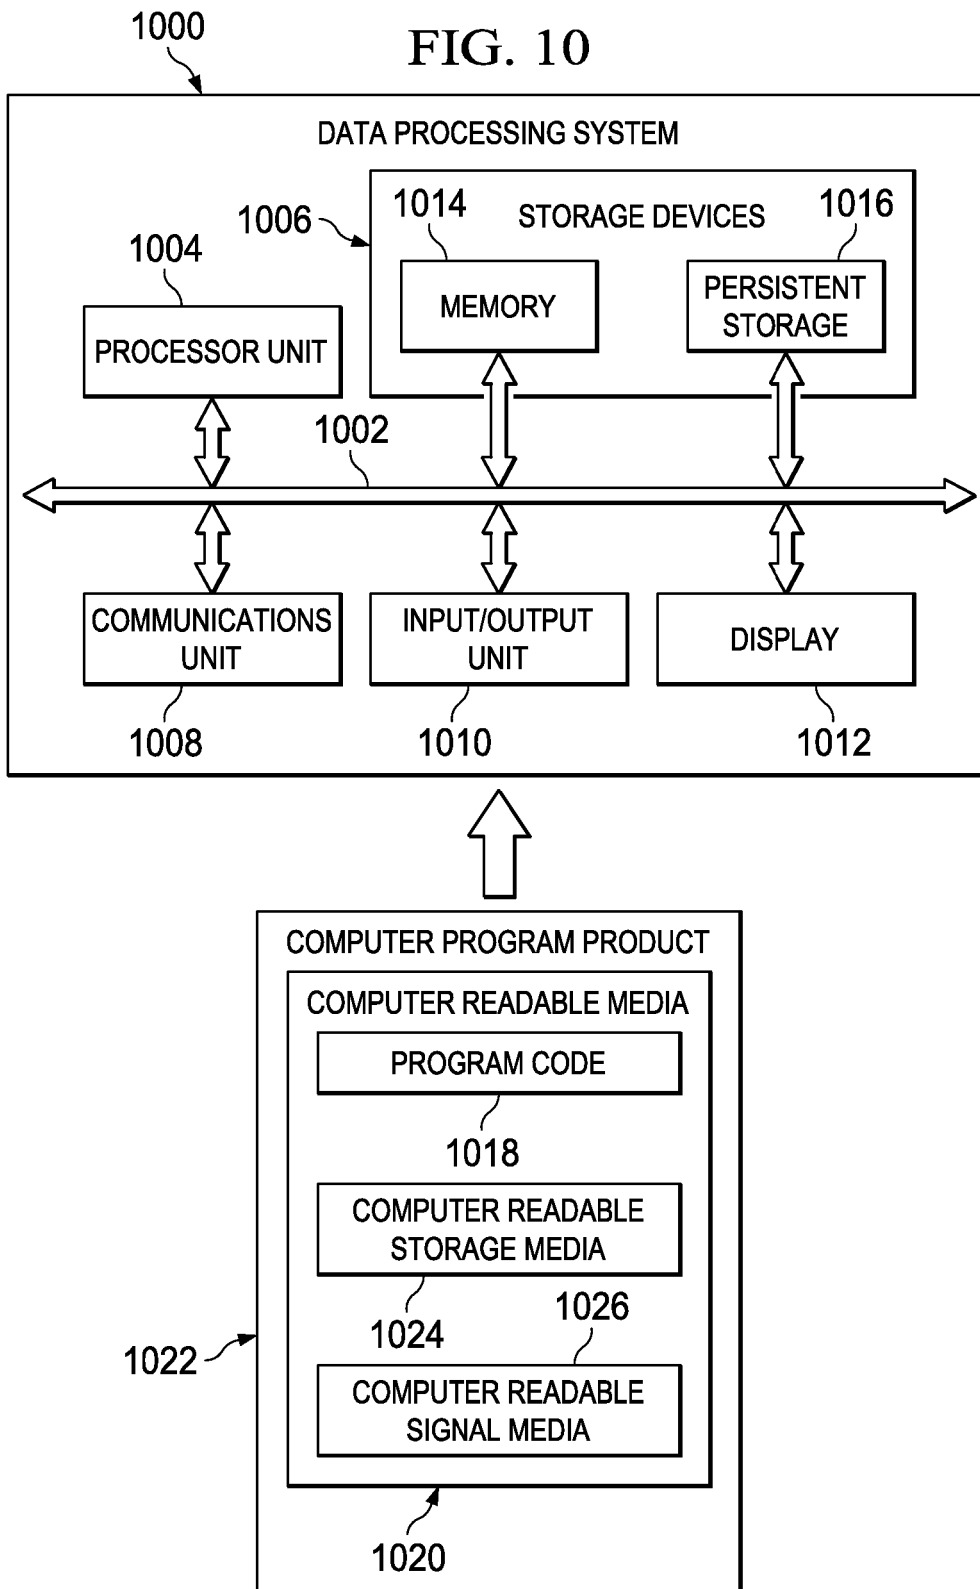 1000
FIG. 10
DATA PROCESSING SYSTEM
1006
1014
STORAGE DEVICES
1016
1004
MEMORY
PERSISTENT
STORAGE
PROCESSOR UNIT
1002
COMMUNICATIONS
UNIT
INPUT/OUTPUT
UNIT
DISPLAY
1008
1010
1012
COMPUTER PROGRAM PRODUCT
COMPUTER READABLE MEDIA
PROGRAM CODE
1018
COMPUTER READABLE
STORAGE MEDIA
1024
1026
1022
COMPUTER READABLE
SIGNAL MEDIA
1020